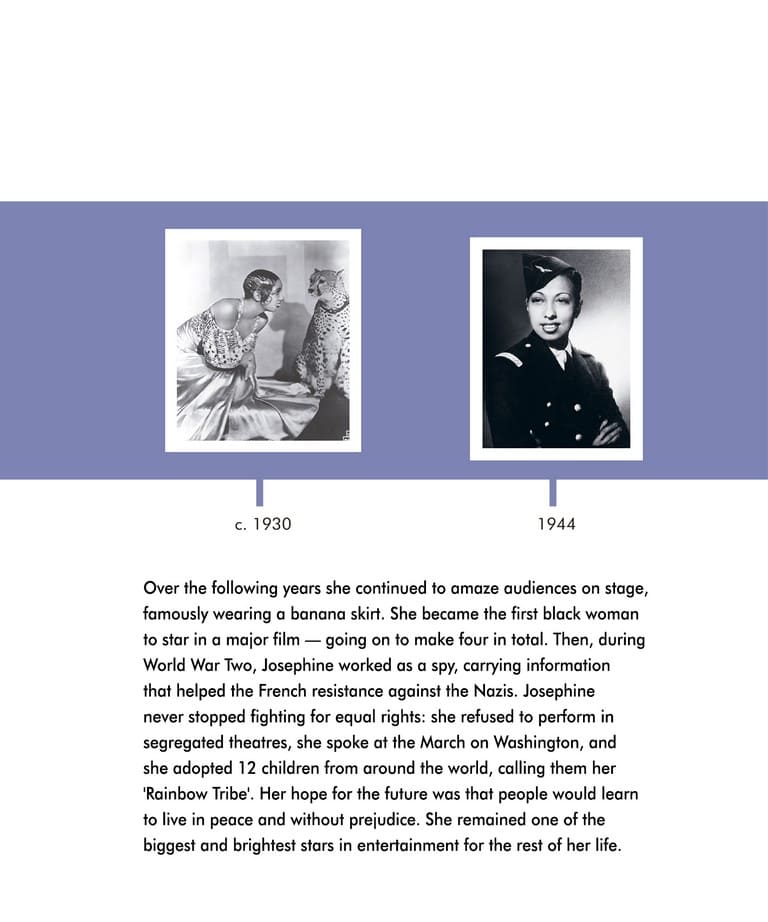 c. 1930
1944
Over the following years she continued to amaze audiences on stage,
famously wearing a banana skirt. She became the first black woman
to star in a major film — going on to make four in total. Then, during
World War Two, Josephine worked as a spy, carrying information
that helped the French resistance against the Nazis. Josephine
never stopped fighting for equal rights: she refused to perform in
segregated theatres, she spoke at the March on Washington, and
she adopted 12 children from around the world, calling them her
'Rainbow Tribe'. Her hope for the future was that people would learn
to live in peace and without prejudice. She remained one of the
biggest and brightest stars in entertainment for the rest of her life.